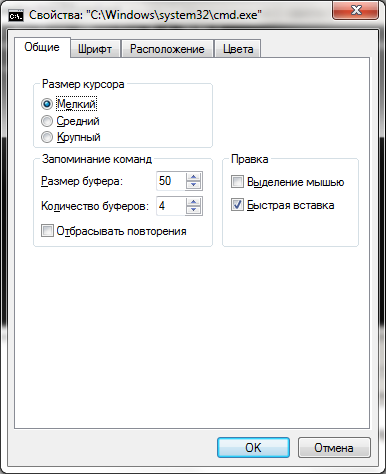 Свойства: "C:\Windows\system32\cmd.exe"
Общие Шрифт Расположение Цвета
Размер курсора
Мелкий
Средний
Крупный
Запоминание команд
Размер буфера: 50
Количество буферов: 4
Отбрасывать повторения
Правка
Выделение мышью
Быстрая вставка
OK Отмена